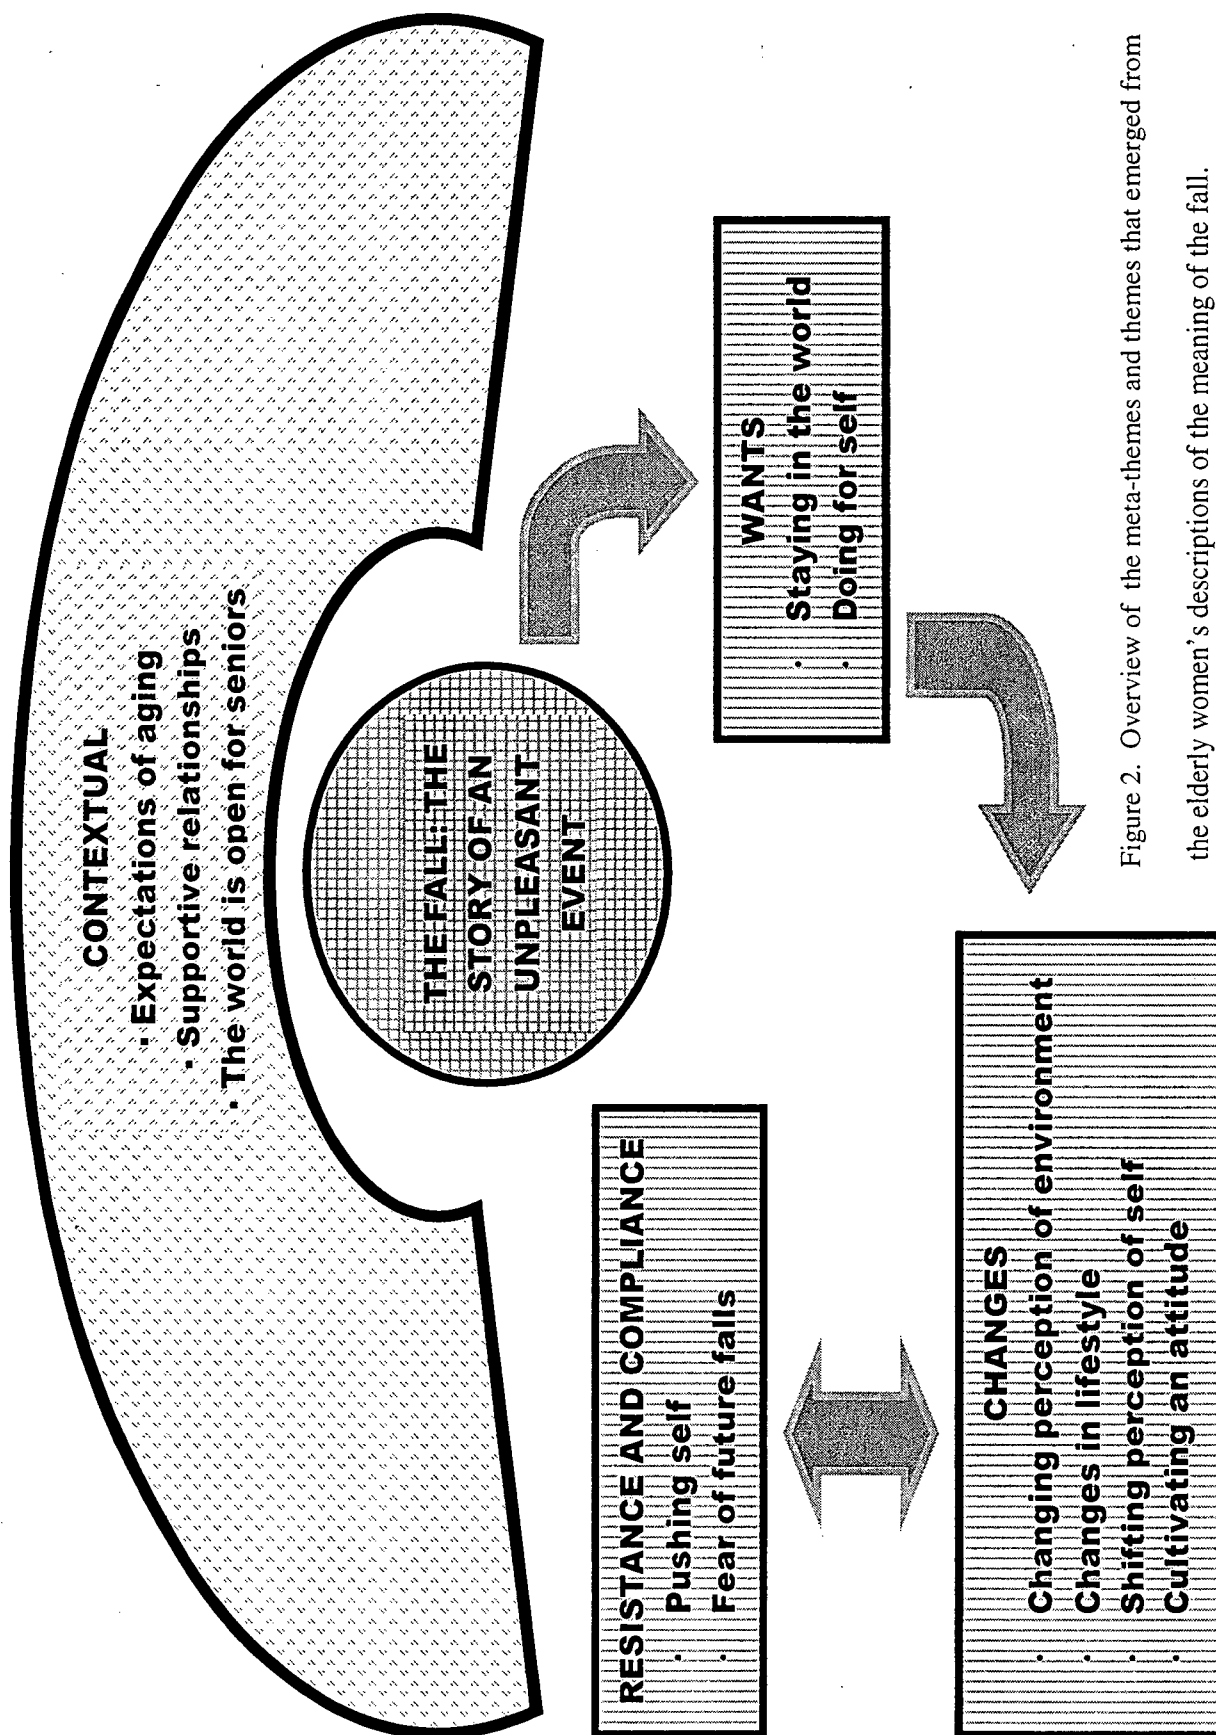 CONTEXTUAL
· Expectations of aging
· Supportive relationships
· The world is open for seniors
THE FALL: THE
STORY OF AN
UNPLEASANT
EVENT
RESISTANCE AND COMPLIANCE
· Pushing self
· Fear of future falls
WANTS
· Staying in the world
· Doing for self
CHANGES
· Changing perception of environment
· Changes in lifestyle
· Shifting perception of self
· Cultivating an attitude
Figure 2. Overview of the meta-themes and themes that emerged from
the elderly women's descriptions of the meaning of the fall.